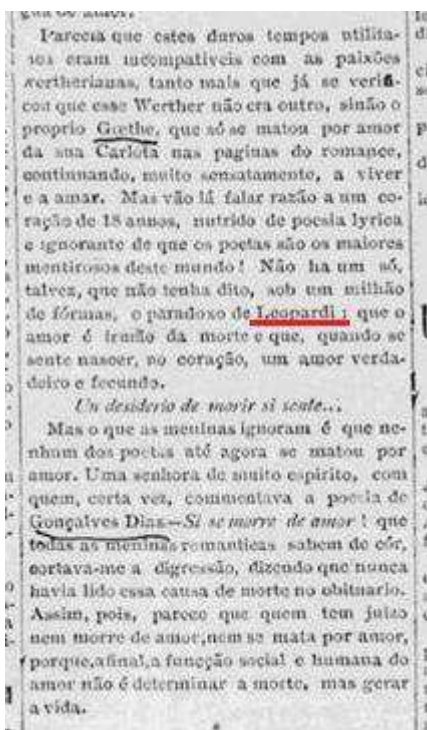 gua de amor.
Parecia que estes duros tempos utilita-
rios eram incompativeis com as paixões
wertherianas, tanto mais que já se verifi-
cou que esse Werther não era outro, sinão o
proprio Gœthe, que só se matou por amor
da sua Carlota nas paginas do romance,
continuando, muito sensatamente, a viver
e a amar. Mas vão lá falar razão a um co-
ração de 18 annos, nutrido de poesia lyrica
e ignorante de que os poetas são os maiores
mentirosos deste mundo! Não ha um só,
talvez, que não tenha dito, sob um milhão
de fórmas, o paradoxo de Leopardi; que o
amor é irmão da morte e que, quando se
sente nascer, no coração, um amor verda-
deiro e fecundo.
Un desiderio de morir si sente...
Mas o que as meninas ignoram é que ne-
nhum dos poetas até agora se matou por
amor. Uma senhora de muito espirito, com
quem, certa vez, commentava a poesia de
Gonçalves Dias—Si se morre de amor! que
todas as meninas romanticas sabem de cór,
cortava-me a digressão, dizendo que nunca
havia lido essa causa de morte no obituario.
Assim, pois, parece que quem tem juizo
nem morre de amor, nem se mata por amor,
porque, afinal, a funcção social e humana do
amor não é determinar a morte, mas gerar
a vida.